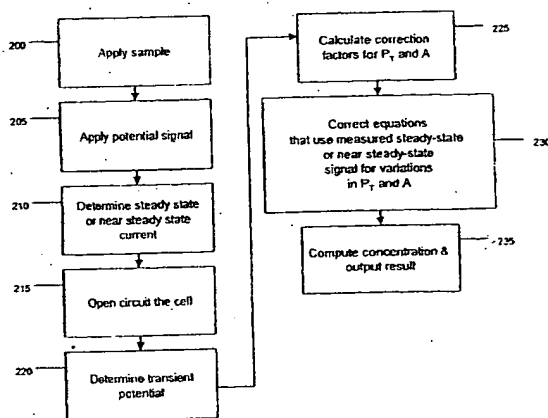 200
Apply sample
205
Apply potential signal
210
Determine steady state
or near steady state
current
215
Open circuit the cell
220
Determine transient
potential
225
Calculate correction
factors for PT and A
230
Correct equations
that use measured steady-state
or near steady-state
signal for variations
in PT and A
235
Compute concentration &
output result